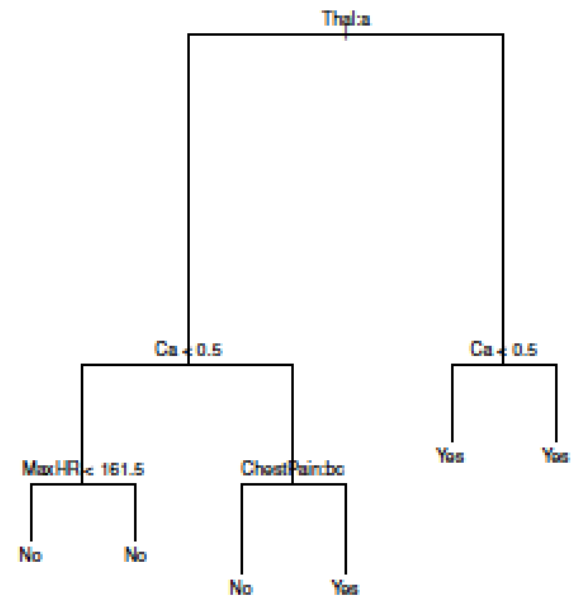 Thal:a
Ca < 0.5
Ca < 0.5
MaxHR < 161.5
ChestPain:bc
Yes
Yes
No
No
No
Yes